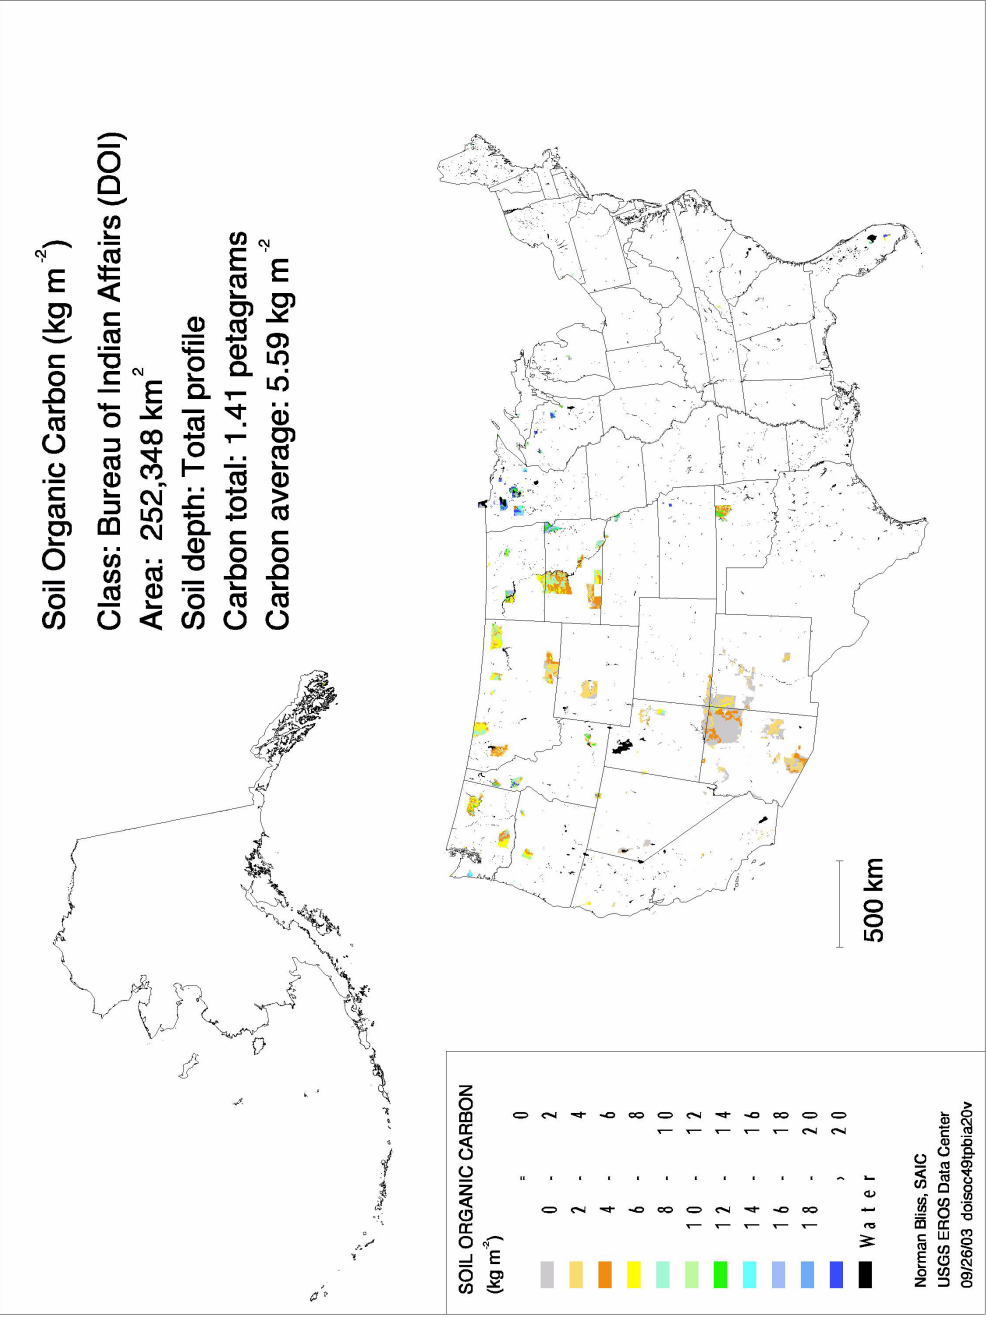 Soil Organic Carbon (kg m⁻²)
Class: Bureau of Indian Affairs (DOI)
Area: 252,348 km²
Soil depth: Total profile
Carbon total: 1.41 petagrams
Carbon average: 5.59 kg m⁻²
500 km
SOIL ORGANIC CARBON
(kg m⁻²)
= 0
0 - 2
2 - 4
4 - 6
6 - 8
8 - 10
10 - 12
12 - 14
14 - 16
16 - 18
18 - 20
> 20
Water
Norman Bliss, SAIC
USGS EROS Data Center
09/26/03 doisoc49tpbia20v